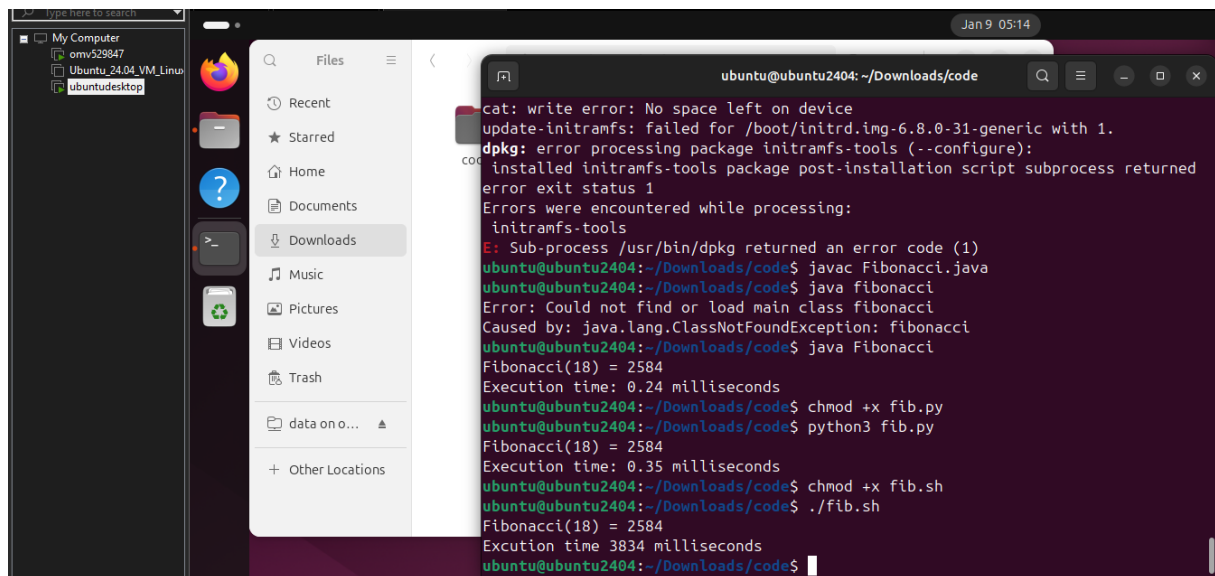 Type here to search
My Computer
omv529847
Ubuntu_24.04_VM_Linux
ubuntudesktop
Jan 9 05:14
Files
Recent
Starred
Home
Documents
Downloads
Music
Pictures
Videos
Trash
data on o…
+ Other Locations
ubuntu@ubuntu2404: ~/Downloads/code
cat: write error: No space left on device
update-initramfs: failed for /boot/initrd.img-6.8.0-31-generic with 1.
dpkg: error processing package initramfs-tools (--configure):
installed initramfs-tools package post-installation script subprocess returned
error exit status 1
Errors were encountered while processing:
initramfs-tools
E: Sub-process /usr/bin/dpkg returned an error code (1)
ubuntu@ubuntu2404:~/Downloads/code$ javac Fibonacci.java
ubuntu@ubuntu2404:~/Downloads/code$ java fibonacci
Error: Could not find or load main class fibonacci
Caused by: java.lang.ClassNotFoundException: fibonacci
ubuntu@ubuntu2404:~/Downloads/code$ java Fibonacci
Fibonacci(18) = 2584
Execution time: 0.24 milliseconds
ubuntu@ubuntu2404:~/Downloads/code$ chmod +x fib.py
ubuntu@ubuntu2404:~/Downloads/code$ python3 fib.py
Fibonacci(18) = 2584
Execution time: 0.35 milliseconds
ubuntu@ubuntu2404:~/Downloads/code$ chmod +x fib.sh
ubuntu@ubuntu2404:~/Downloads/code$ ./fib.sh
Fibonacci(18) = 2584
Excution time 3834 milliseconds
ubuntu@ubuntu2404:~/Downloads/code$